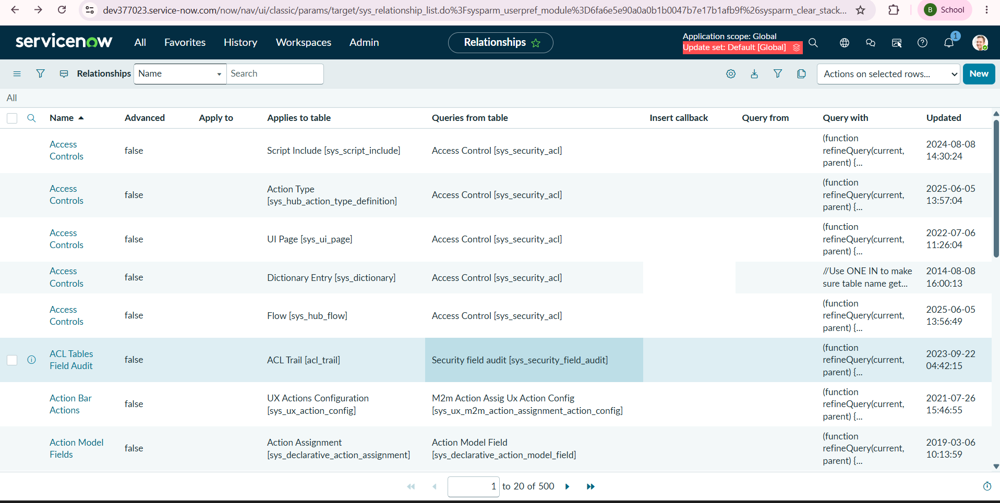 dev377023.service-now.com/now/nav/ui/classic/params/target/sys_relationship_list.do%3Fsysparm_userpref_module%3D6fa6e5e90a0a0b1b0047b7e17b1afb9f%26sysparm_clear_stack...
B School
servicenow All Favorites History Workspaces Admin Relationships Application scope: Global
Update set: Default [Global] 1
Relationships Name Search Actions on selected rows... New
All
Name Advanced Apply to Applies to table Queries from table Insert callback Query from Query with Updated
Access Controls false Script Include [sys_script_include] Access Control [sys_security_acl] (function refineQuery(current, parent) {... 2024-08-08 14:30:24
Access Controls false Action Type [sys_hub_action_type_definition] Access Control [sys_security_acl] (function refineQuery(current, parent) {... 2025-06-05 13:57:04
Access Controls false UI Page [sys_ui_page] Access Control [sys_security_acl] (function refineQuery(current, parent) {... 2022-07-06 11:26:04
Access Controls false Dictionary Entry [sys_dictionary] Access Control [sys_security_acl] //Use ONE IN to make sure table name get... 2014-08-08 16:00:13
Access Controls false Flow [sys_hub_flow] Access Control [sys_security_acl] (function refineQuery(current, parent) {... 2025-06-05 13:56:49
ACL Tables Field Audit false ACL Trail [acl_trail] Security field audit [sys_security_field_audit] (function refineQuery(current, parent) {... 2023-09-22 04:42:15
Action Bar Actions false UX Actions Configuration [sys_ux_action_config] M2m Action Assig Ux Action Config [sys_ux_m2m_action_assignment_action_config] (function refineQuery(current, parent) {... 2021-07-26 15:46:55
Action Model Fields false Action Assignment [sys_declarative_action_assignment] Action Model Field [sys_declarative_action_model_field] (function refineQuery(current, parent) {... 2019-03-06 10:13:59
1 to 20 of 500